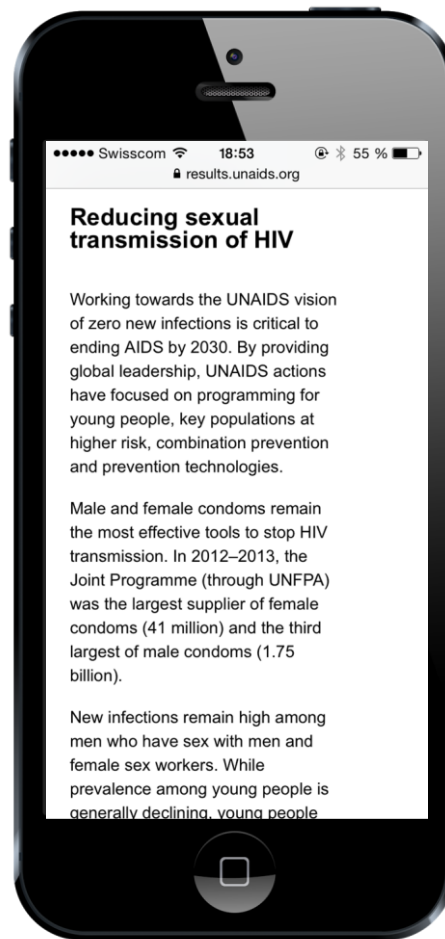 Swisscom 18:53 55 %
results.unaids.org
Reducing sexual
transmission of HIV
Working towards the UNAIDS vision
of zero new infections is critical to
ending AIDS by 2030. By providing
global leadership, UNAIDS actions
have focused on programming for
young people, key populations at
higher risk, combination prevention
and prevention technologies.
Male and female condoms remain
the most effective tools to stop HIV
transmission. In 2012–2013, the
Joint Programme (through UNFPA)
was the largest supplier of female
condoms (41 million) and the third
largest of male condoms (1.75
billion).
New infections remain high among
men who have sex with men and
female sex workers. While
prevalence among young people is
generally declining, young people